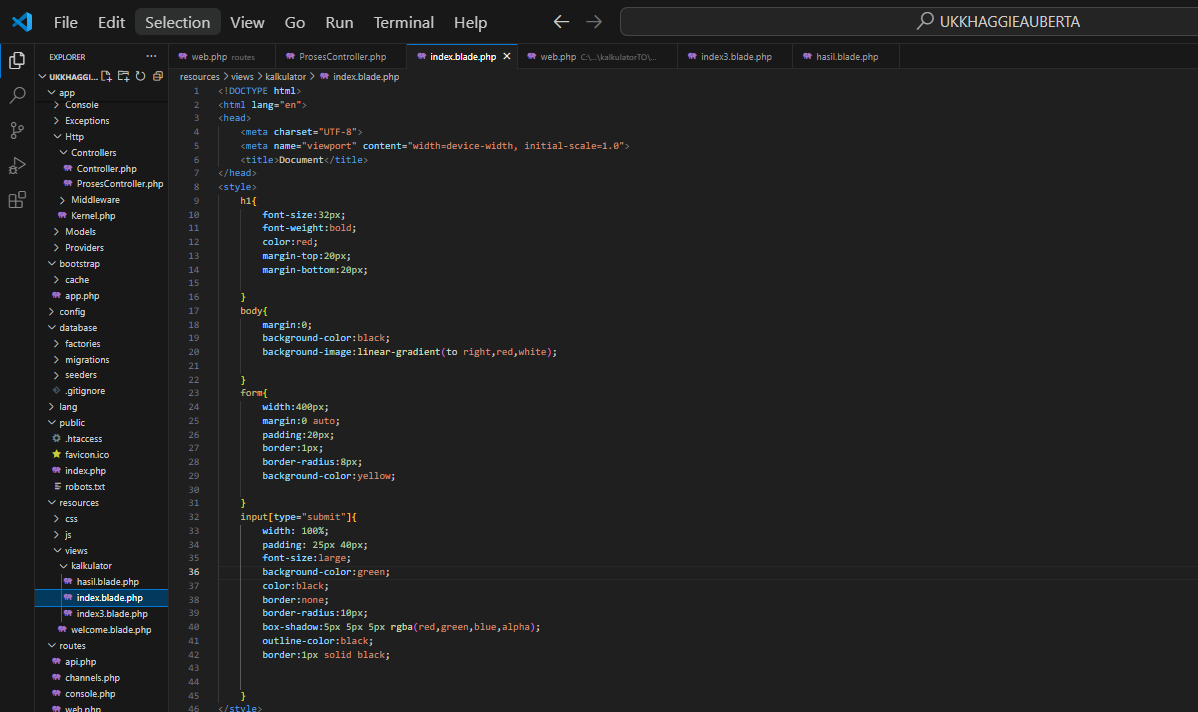 File Edit Selection View Go Run Terminal Help UKKHAGGIEAUBERTA
EXPLORER ...
UKKHAGGI...
app
Console
Exceptions
Http
Controllers
Controller.php
ProsesController.php
Middleware
Kernel.php
Models
Providers
bootstrap
cache
app.php
config
database
factories
migrations
seeders
.gitignore
lang
public
.htaccess
favicon.ico
index.php
robots.txt
resources
css
js
views
kalkulator
hasil.blade.php
index.blade.php
index3.blade.php
welcome.blade.php
routes
api.php
channels.php
console.php
web.php
web.php routes ProsesController.php index.blade.php web.php C:\...\kalkulatorTO\... index3.blade.php hasil.blade.php
resources > views > kalkulator > index.blade.php
1 <!DOCTYPE html>
2 <html lang="en">
3 <head>
4 <meta charset="UTF-8">
5 <meta name="viewport" content="width=device-width, initial-scale=1.0">
6 <title>Document</title>
7 </head>
8 <style>
9 h1{
10 font-size:32px;
11 font-weight:bold;
12 color:red;
13 margin-top:20px;
14 margin-bottom:20px;
15
16 }
17 body{
18 margin:0;
19 background-color:black;
20 background-image:linear-gradient(to right,red,white);
21
22 }
23 form{
24 width:400px;
25 margin:0 auto;
26 padding:20px;
27 border:1px;
28 border-radius:8px;
29 background-color:yellow;
30
31 }
32 input[type="submit"]{
33 width: 100%;
34 padding: 25px 40px;
35 font-size:large;
36 background-color:green;
37 color:black;
38 border:none;
39 border-radius:10px;
40 box-shadow:5px 5px 5px rgba(red,green,blue,alpha);
41 outline-color:black;
42 border:1px solid black;
43
44
45 }
46 </style>